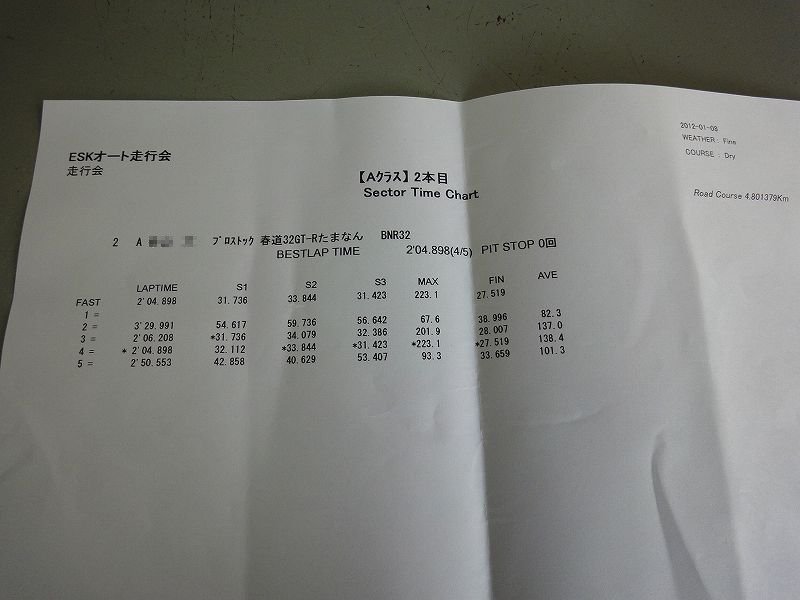 2012-01-03
WEATHER : Fine
COURSE : Dry
ESKオート走行会
走行会
【Aクラス】2本目
Sector Time Chart
Road Course 4.801379Km
2 A ﾌﾟﾛストック 春道32GT-Rたまなん BNR32
BESTLAP TIME 2'04.898(4/5) PIT STOP 0回
LAPTIME S1 S2 S3 MAX FIN AVE
FAST 2'04.898 31.736 33.844 31.423 223.1 27.519
1 =
2 = 3'29.991 54.617 59.736 56.642 67.6 38.996 82.3
3 = 2'06.208 *31.736 34.079 32.386 201.9 28.007 137.0
4 = * 2'04.898 32.112 *33.844 *31.423 *223.1 *27.519 138.4
5 = 2'50.553 42.858 40.629 53.407 93.3 33.659 101.3